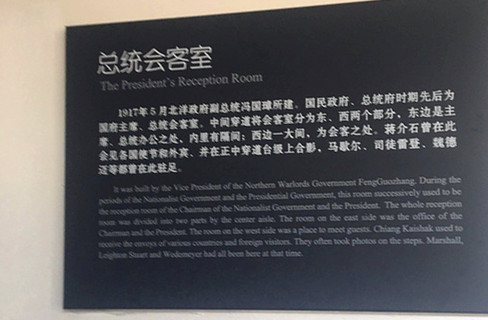 总统会客室
The President's Reception Room
1917年5月北洋政府副总统冯国璋所建，国民政府、总统府时期先后为
国府主席、总统会客室。中间穿道将会客室分为东、西两个部分，东边是主
席、总统办公之处，内里有隔间；西边一大间，为会客之处。蒋介石曾在此
会见各国使节和外宾，并在正中穿道台级上合影，马歇尔、司徒雷登、魏德
迈等都曾在此驻足。
It was built by the Vice President of the Northern Warlords Government FengGuozhang. During the
periods of the Nationalist Government and the Presidential Government, this room successively used to be
the reception room of the Chairman of the Nationalist Government and the President. The whole reception
room was divided into two parts by the center aisle. The room on the east side was the office of the
Chairman and the President. The room on the west side was a place to meet guests. Chiang Kaishak used to
receive the envoys of various countries and foreign visitors. They often took photos on the steps. Marshall,
Leighton Stuart and Wedemeyer had all been here at that time.